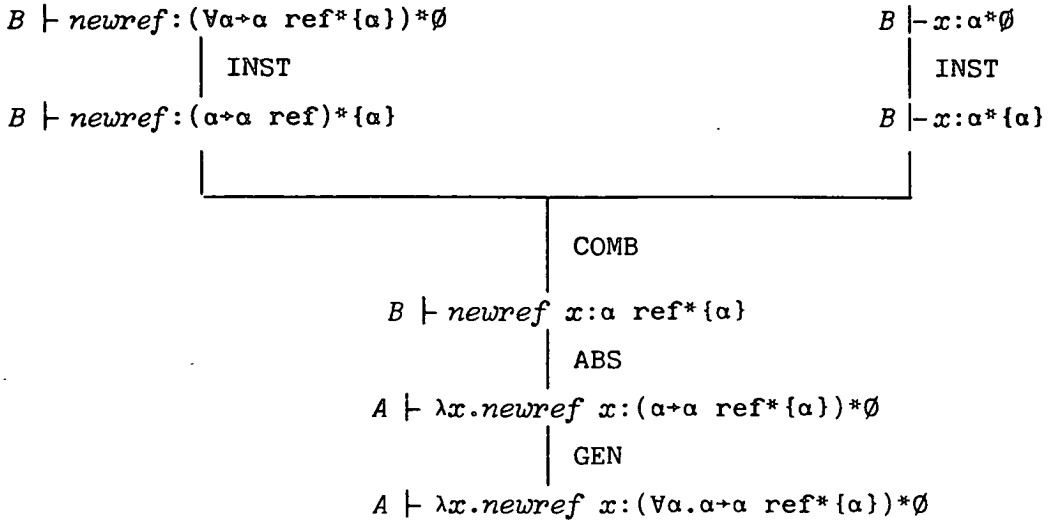 B ⊢ newref:(∀α→α ref*{α})*∅ B ⊢ x:α*∅
INST INST
B ⊢ newref:(α→α ref)*{α} B ⊢ x:α*{α}
COMB
B ⊢ newref x:α ref*{α}
ABS
A ⊢ λx.newref x:(α→α ref*{α})*∅
GEN
A ⊢ λx.newref x:(∀α.α→α ref*{α})*∅